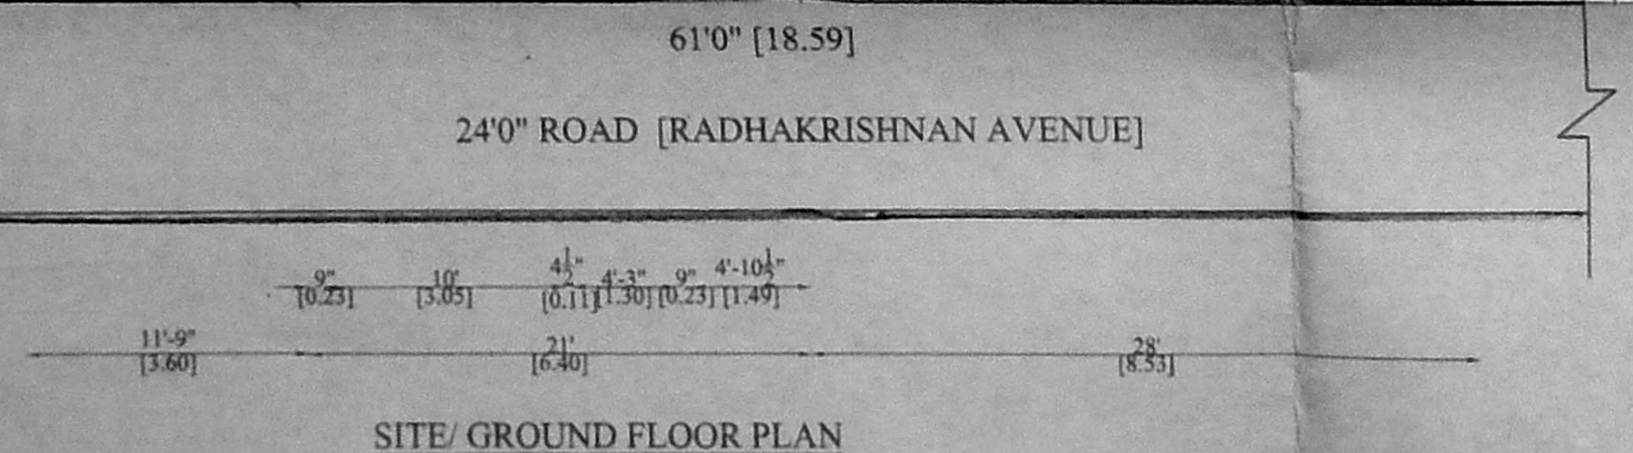 61'0" [18.59]
24'0" ROAD [RADHAKRISHNAN AVENUE]
9" 10' 4½" 4'-3" 9" 4'-10½"
[0.23] [3.05] [0.11] [1.30] [0.23] [1.49]
11'-9" 21' 28'
[3.60] [6.40] [8.53]
SITE/ GROUND FLOOR PLAN